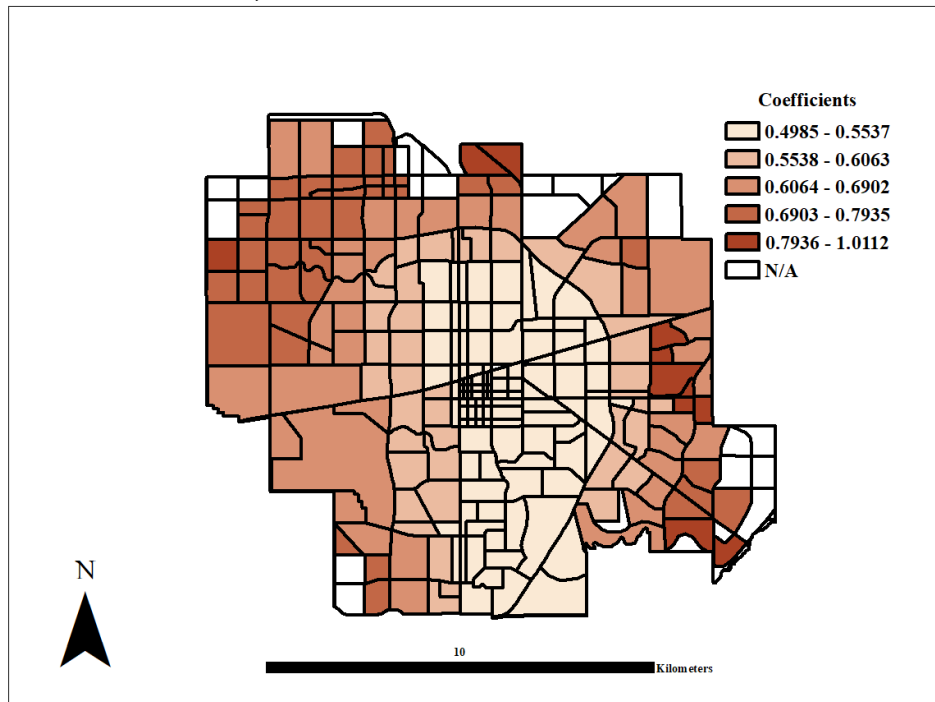 Coefficients
0.4985 - 0.5537
0.5538 - 0.6063
0.6064 - 0.6902
0.6903 - 0.7935
0.7936 - 1.0112
N/A
N
10
Kilometers